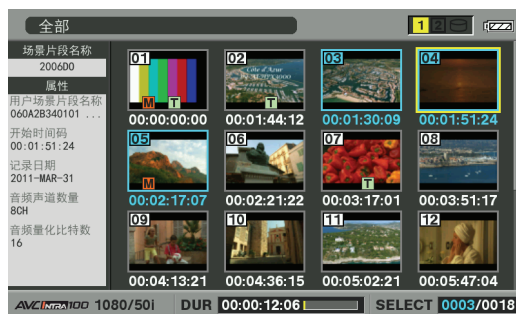 全部
1 2
场景片段名称
2006D0
属性
用户场景片段名称
060A2B340101 ...
开始时间码
00:01:51:24
记录日期
2011-MAR-31
音频声道数量
8CH
音频量化比特数
16
01 02 03 04
M T T
00:00:00:00 00:01:44:12 00:01:30:09 00:01:51:24
05 06 07 08
M T
00:02:17:07 00:02:21:22 00:03:17:01 00:03:51:17
09 10 11 12
00:04:13:21 00:04:36:15 00:05:02:21 00:05:47:04
AVC INTRA 100 1080/50i DUR 00:00:12:06 SELECT 0003/0018